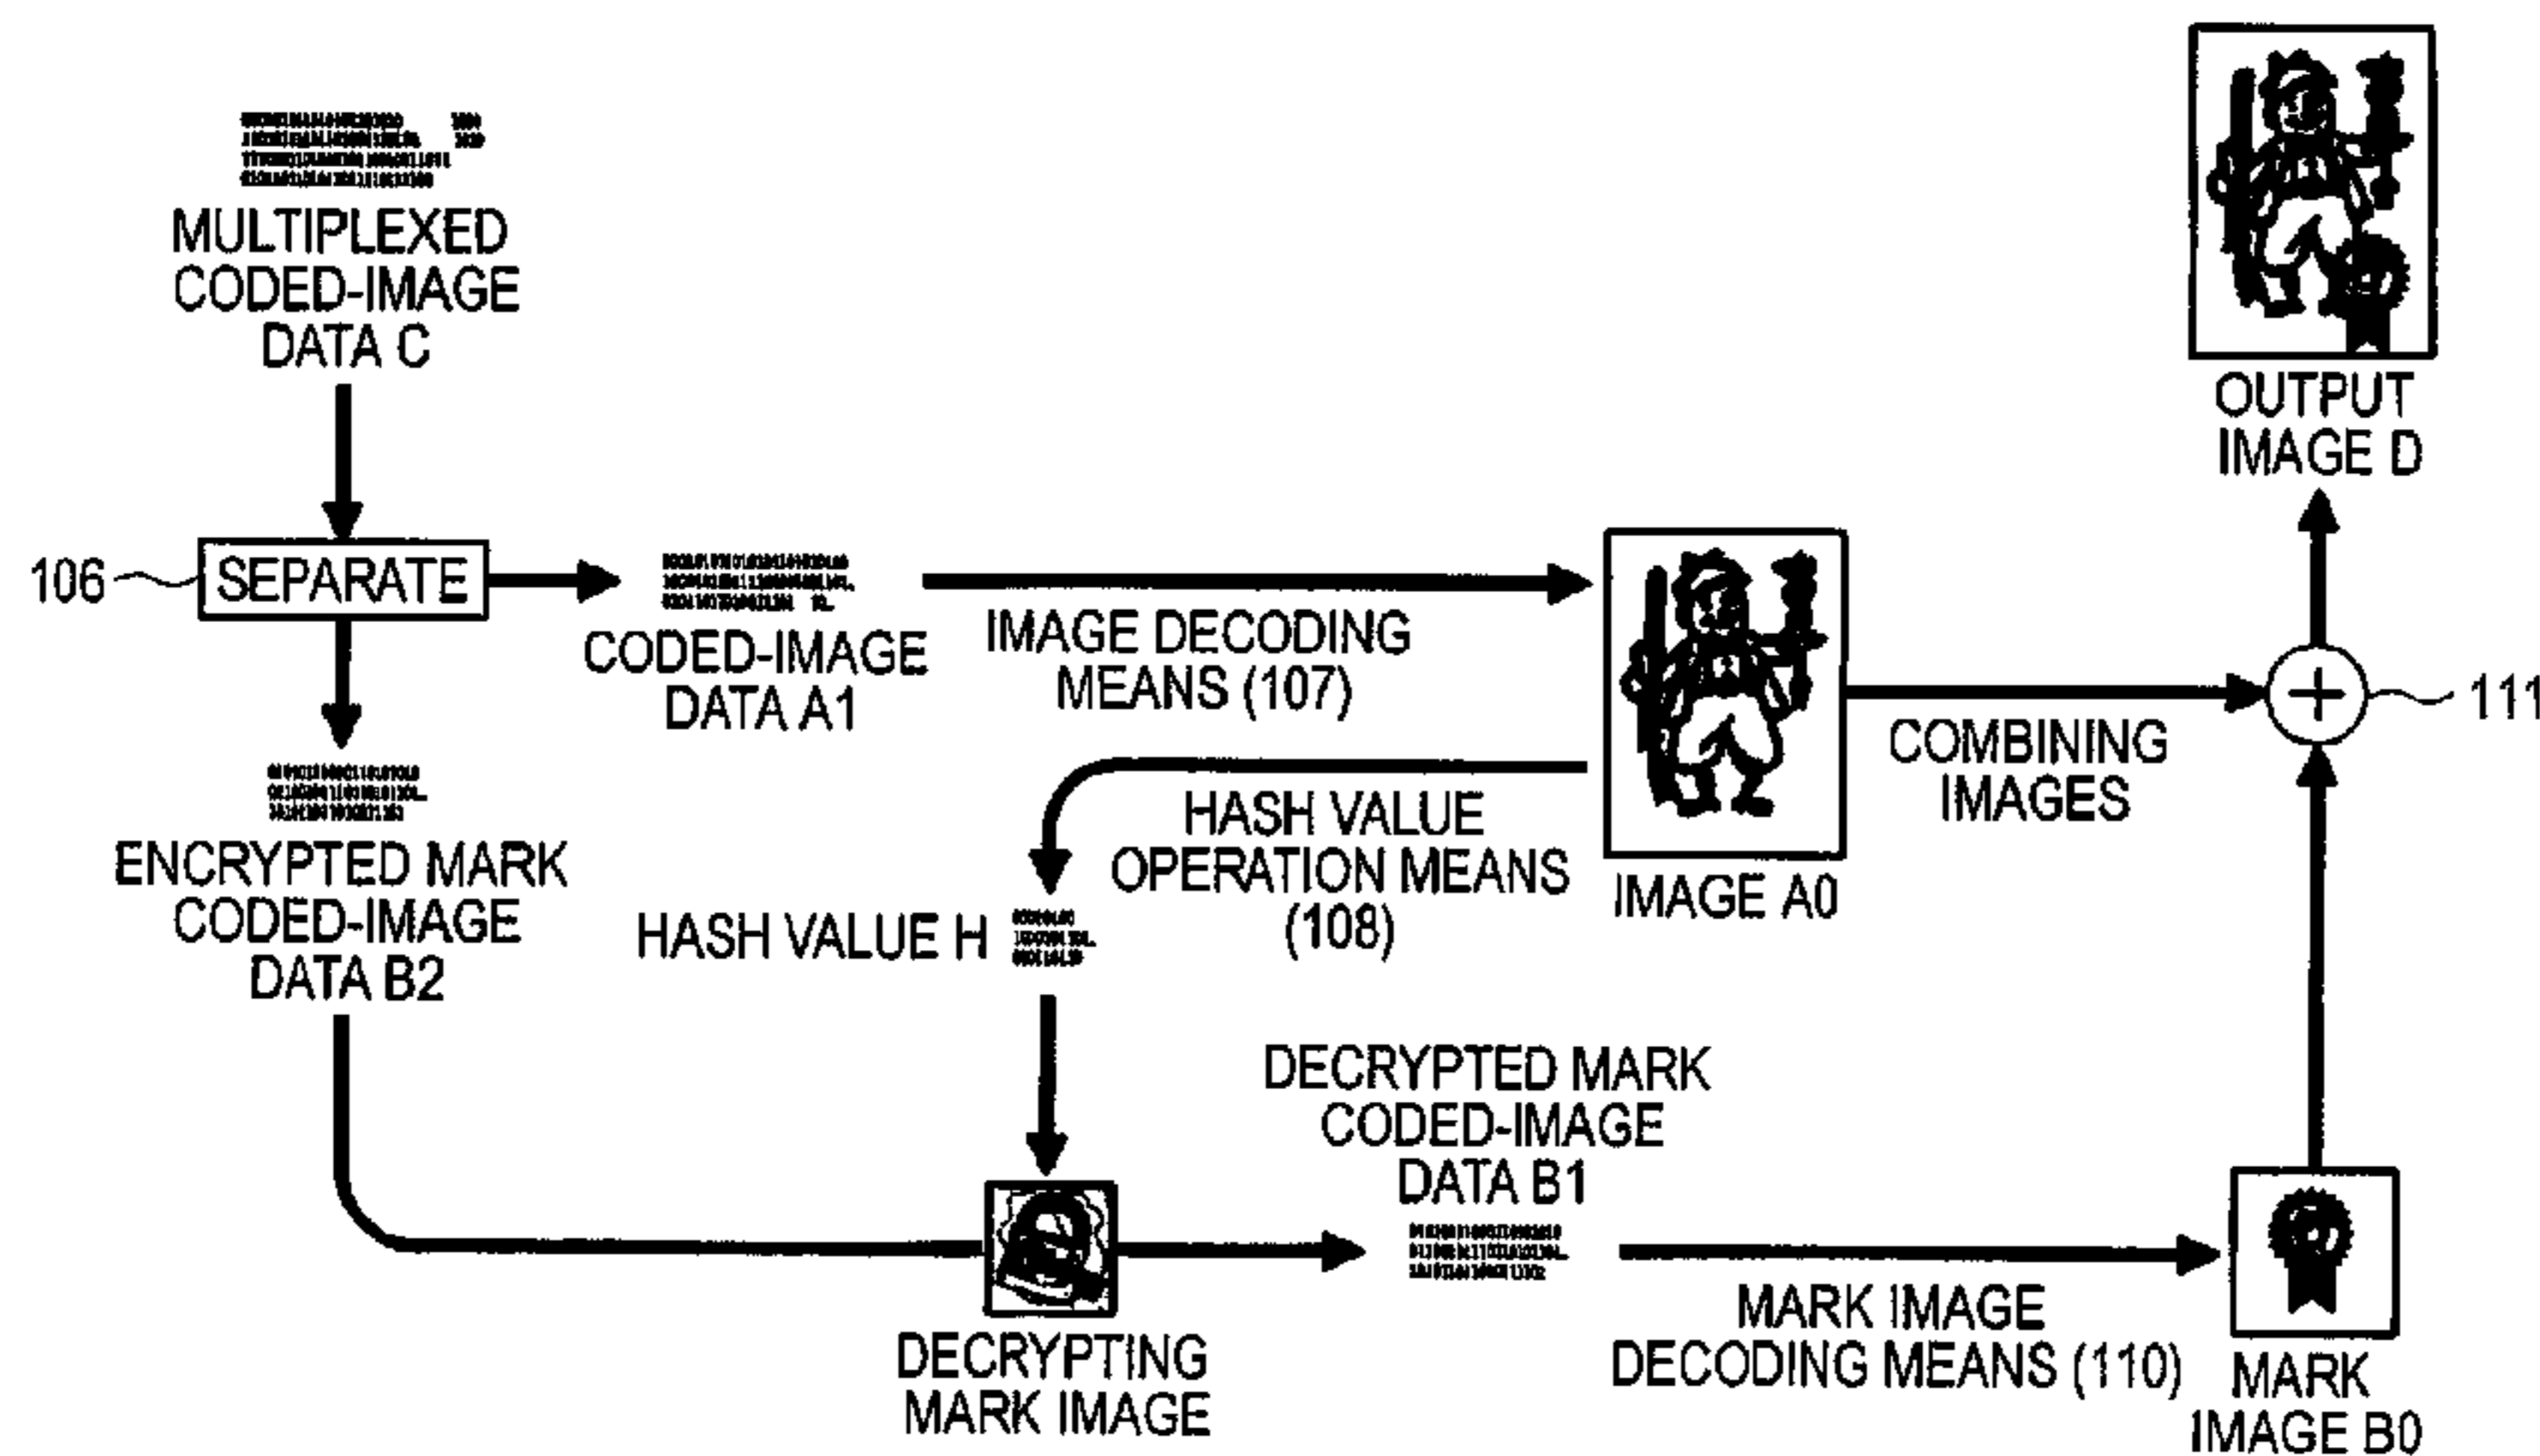 MULTIPLEXED
CODED-IMAGE
DATA C
106
SEPARATE
CODED-IMAGE
DATA A1
IMAGE DECODING
MEANS (107)
IMAGE A0
COMBINING
IMAGES
111
OUTPUT
IMAGE D
ENCRYPTED MARK
CODED-IMAGE
DATA B2
HASH VALUE
OPERATION MEANS
(108)
HASH VALUE H
DECRYPTING
MARK IMAGE
DECRYPTED MARK
CODED-IMAGE
DATA B1
MARK IMAGE
DECODING MEANS (110)
MARK
IMAGE B0